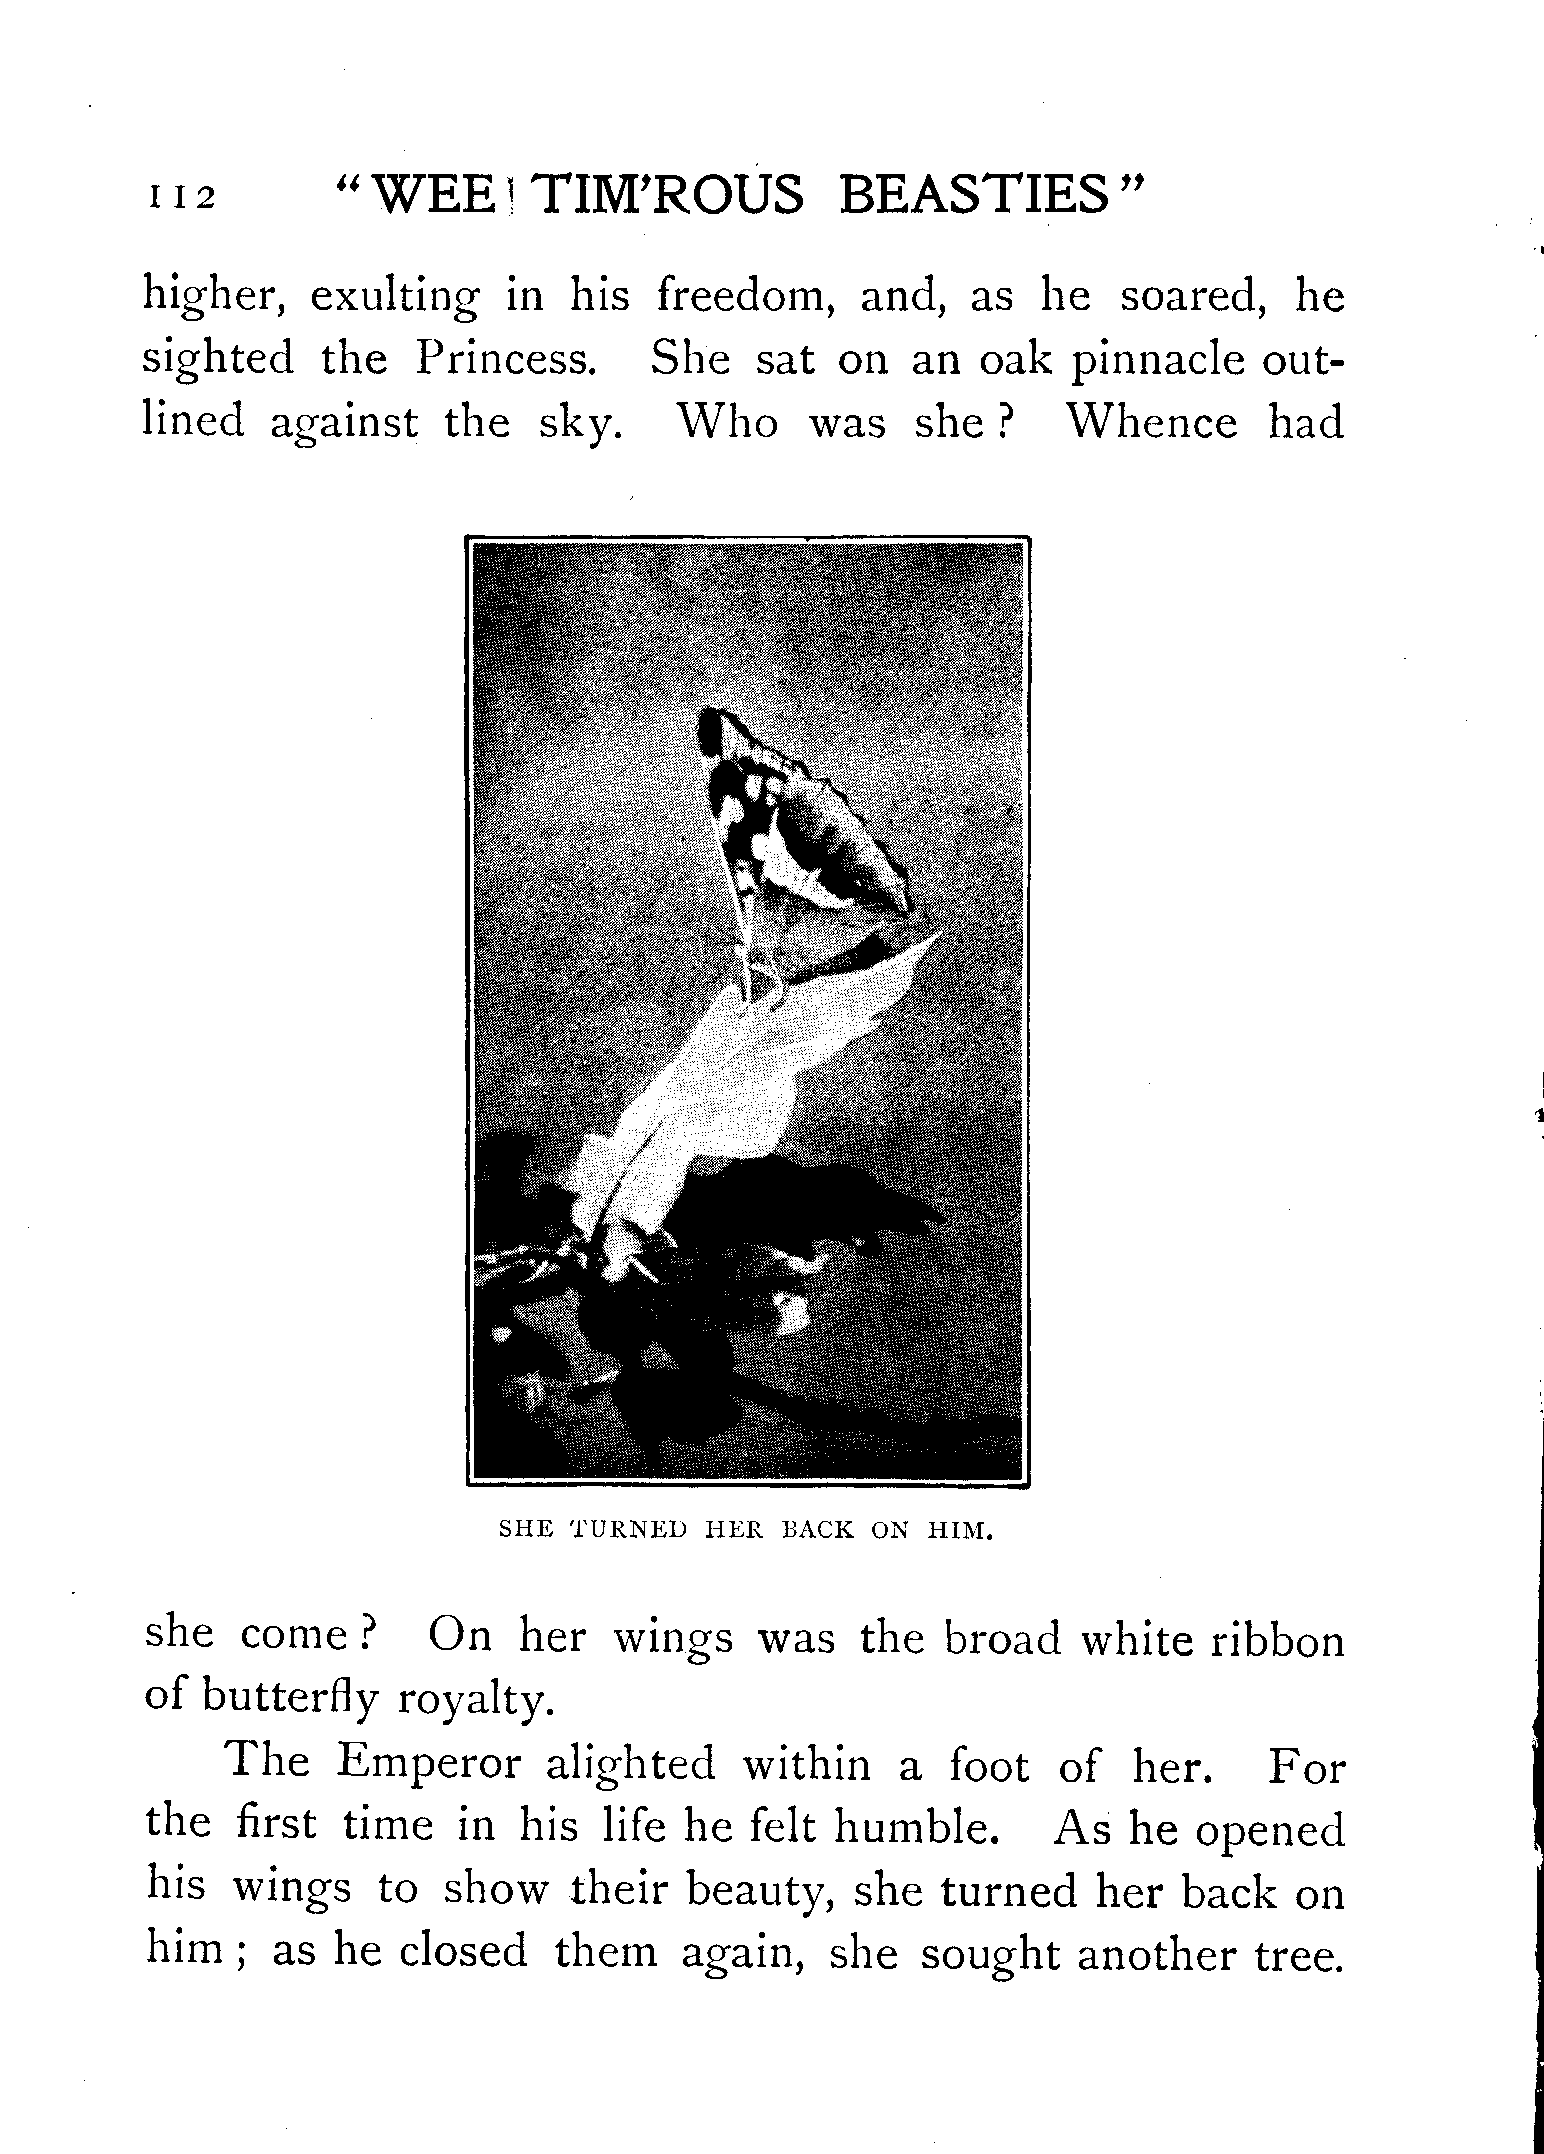 112 "WEE TIM'ROUS BEASTIES"
higher, exulting in his freedom, and, as he soared, he
sighted the Princess. She sat on an oak pinnacle out-
lined against the sky. Who was she? Whence had
SHE TURNED HER BACK ON HIM.
she come? On her wings was the broad white ribbon
of butterfly royalty.
The Emperor alighted within a foot of her. For
the first time in his life he felt humble. As he opened
his wings to show their beauty, she turned her back on
him; as he closed them again, she sought another tree.